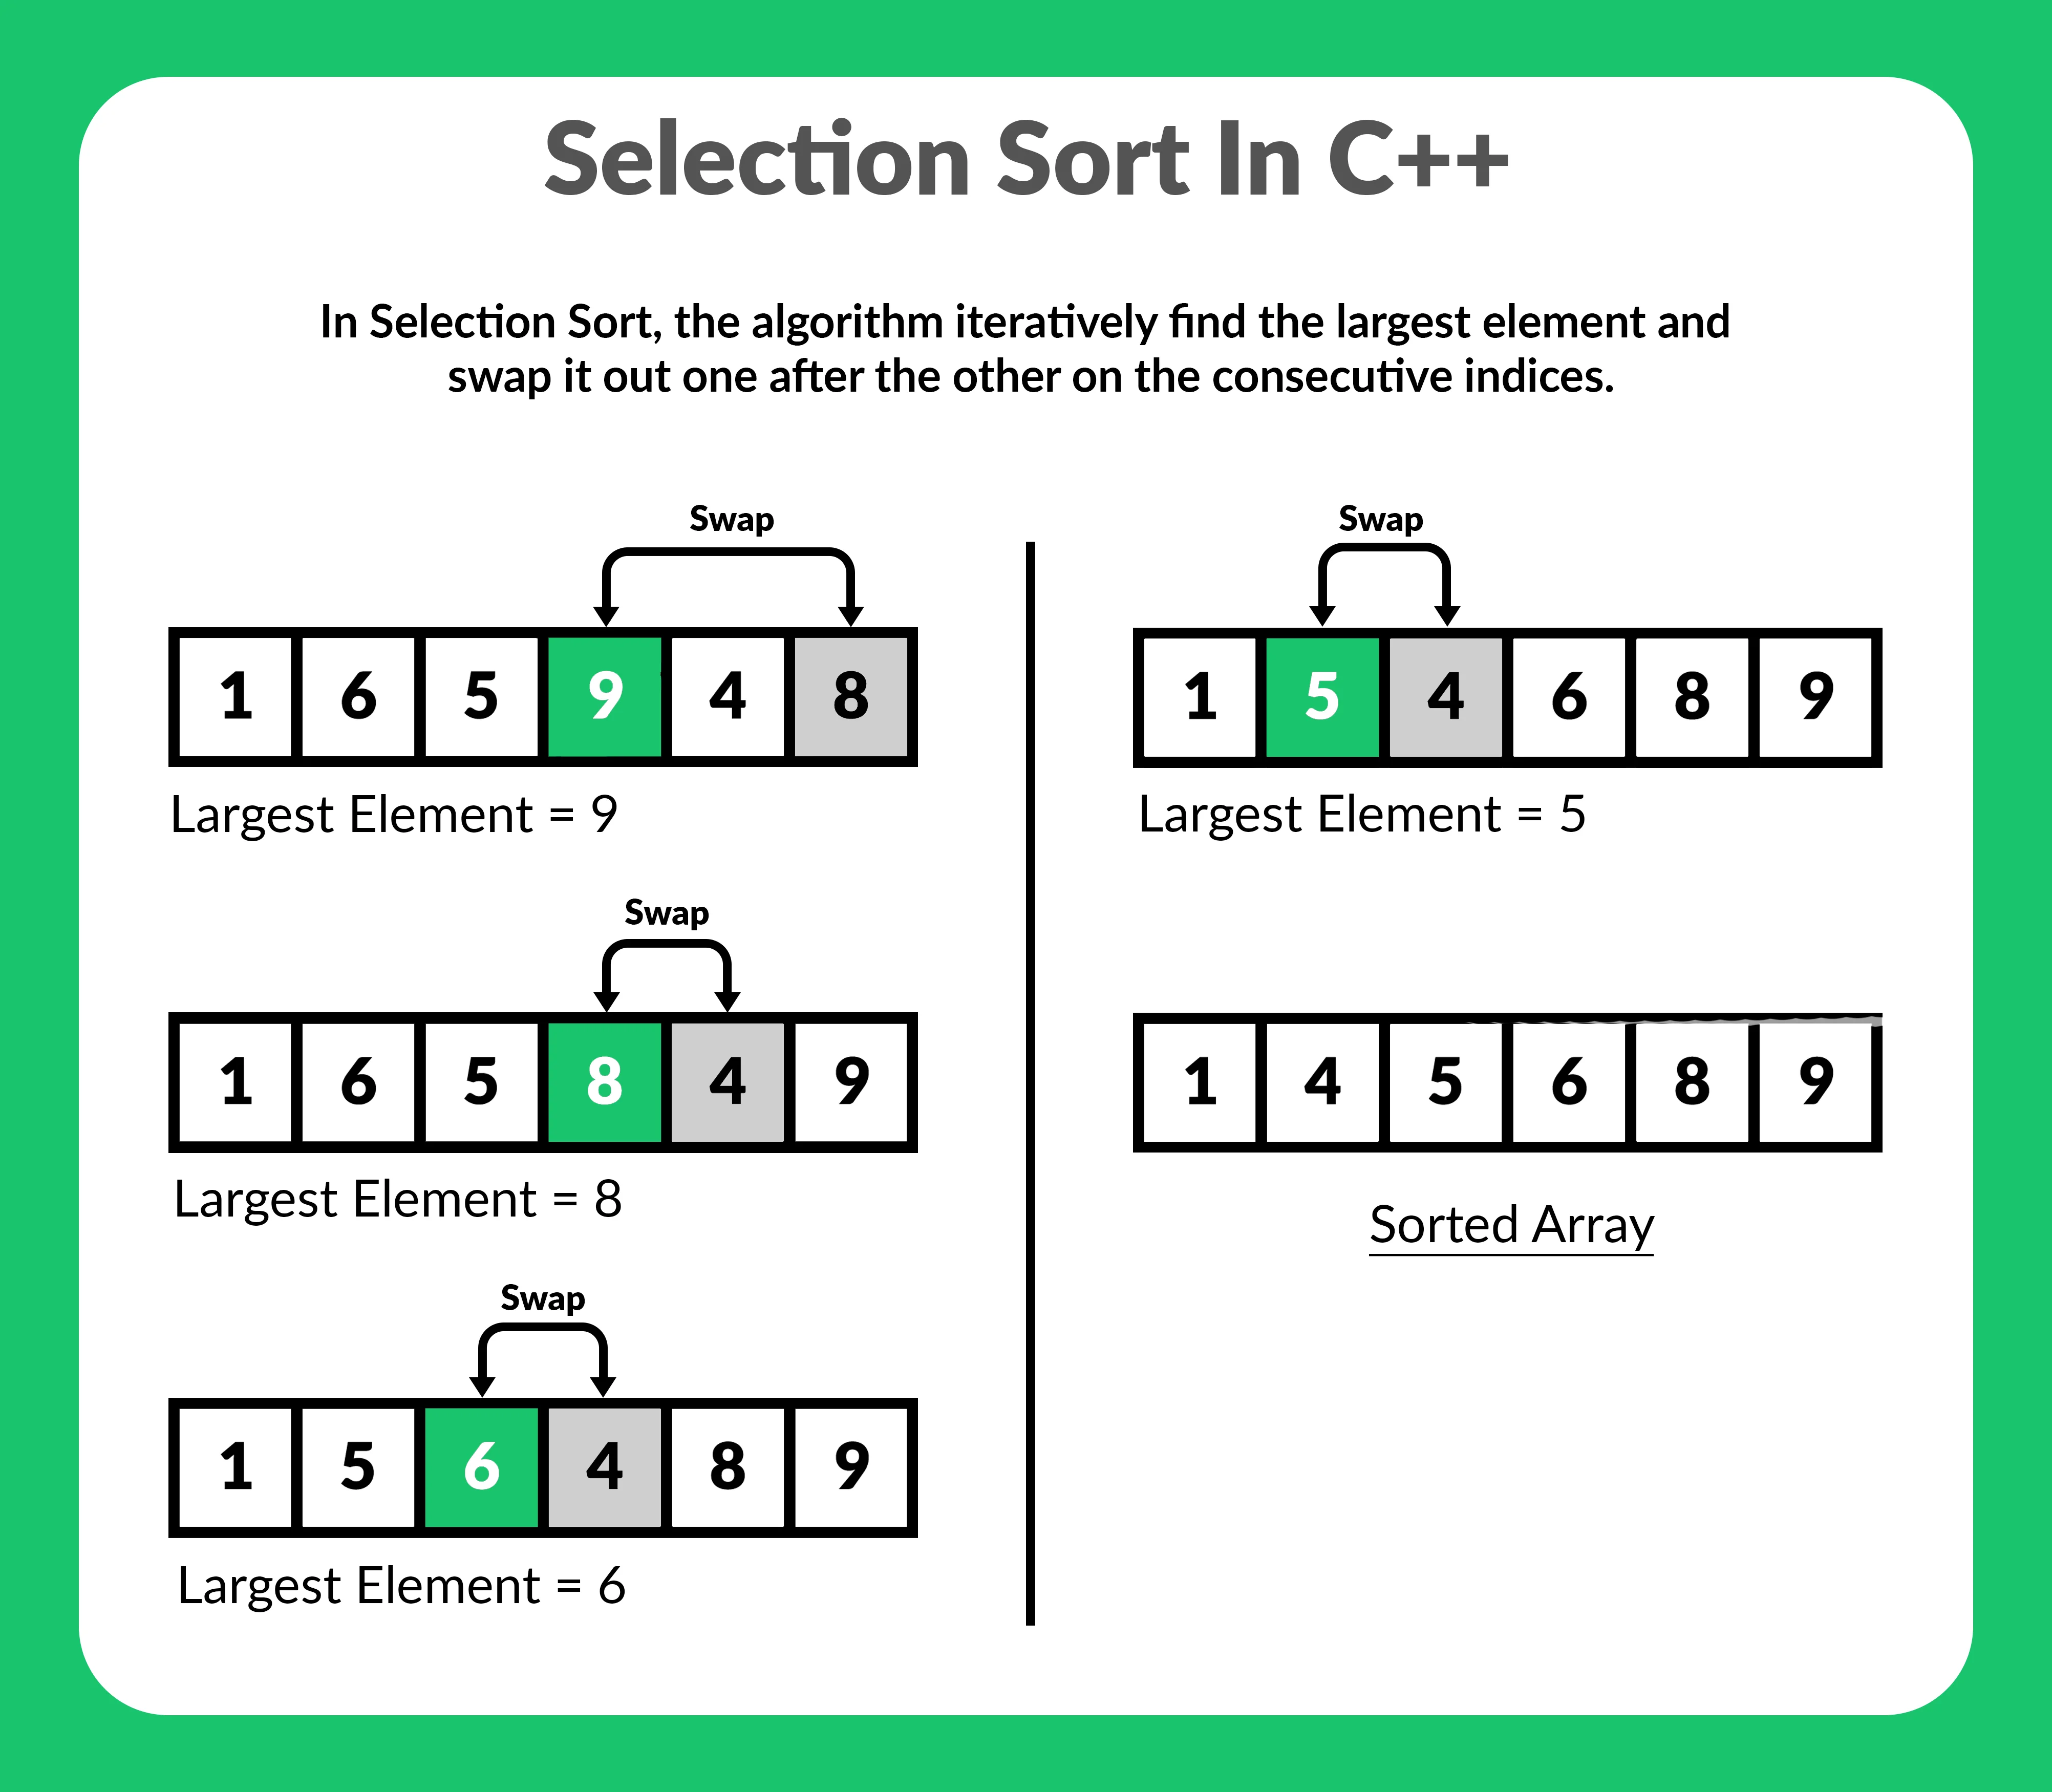 Selection Sort In C++
In Selection Sort, the algorithm iteratively find the largest element and
swap it out one after the other on the consecutive indices.
Swap
1 6 5 9 4 8
Largest Element = 9
Swap
1 6 5 8 4 9
Largest Element = 8
Swap
1 5 6 4 8 9
Largest Element = 6
Swap
1 5 4 6 8 9
Largest Element = 5
1 4 5 6 8 9
Sorted Array